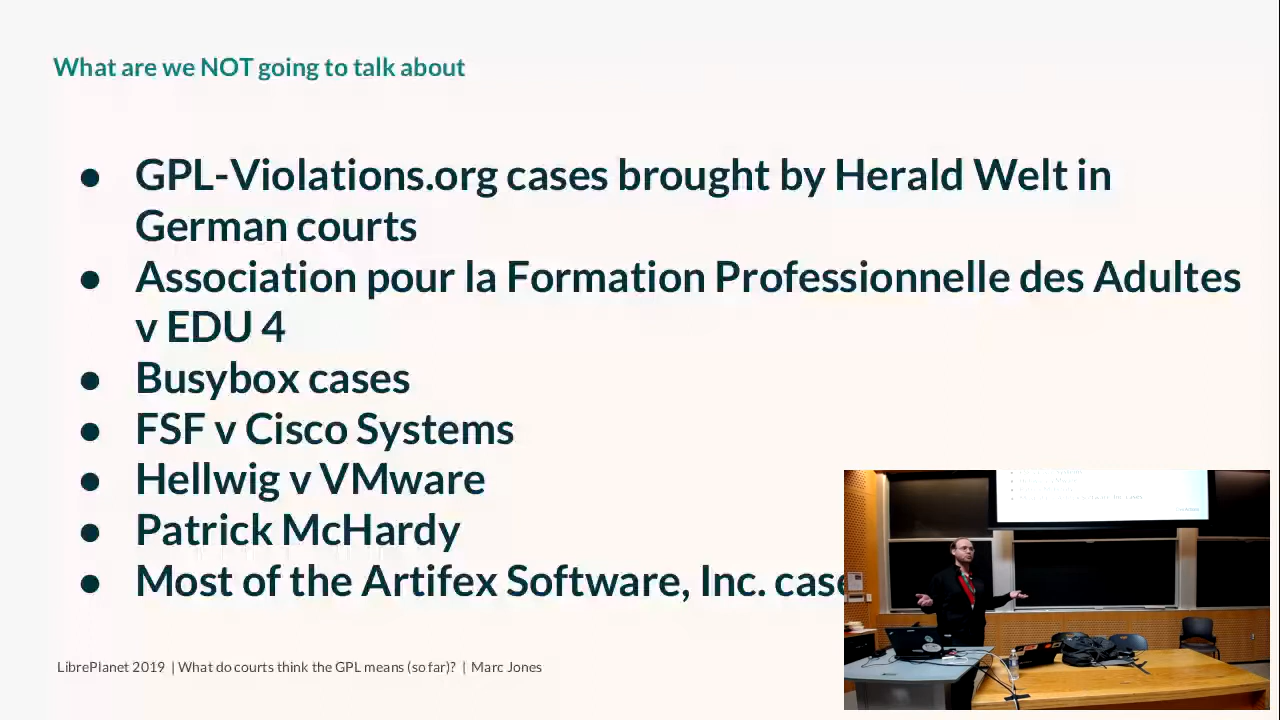 What are we NOT going to talk about
● GPL-Violations.org cases brought by Herald Welt in
German courts
● Association pour la Formation Professionnelle des Adultes
v EDU 4
● Busybox cases
● FSF v Cisco Systems
● Hellwig v VMware
● Patrick McHardy
● Most of the Artifex Software, Inc. case
LibrePlanet 2019 | What do courts think the GPL means (so far)? | Marc Jones